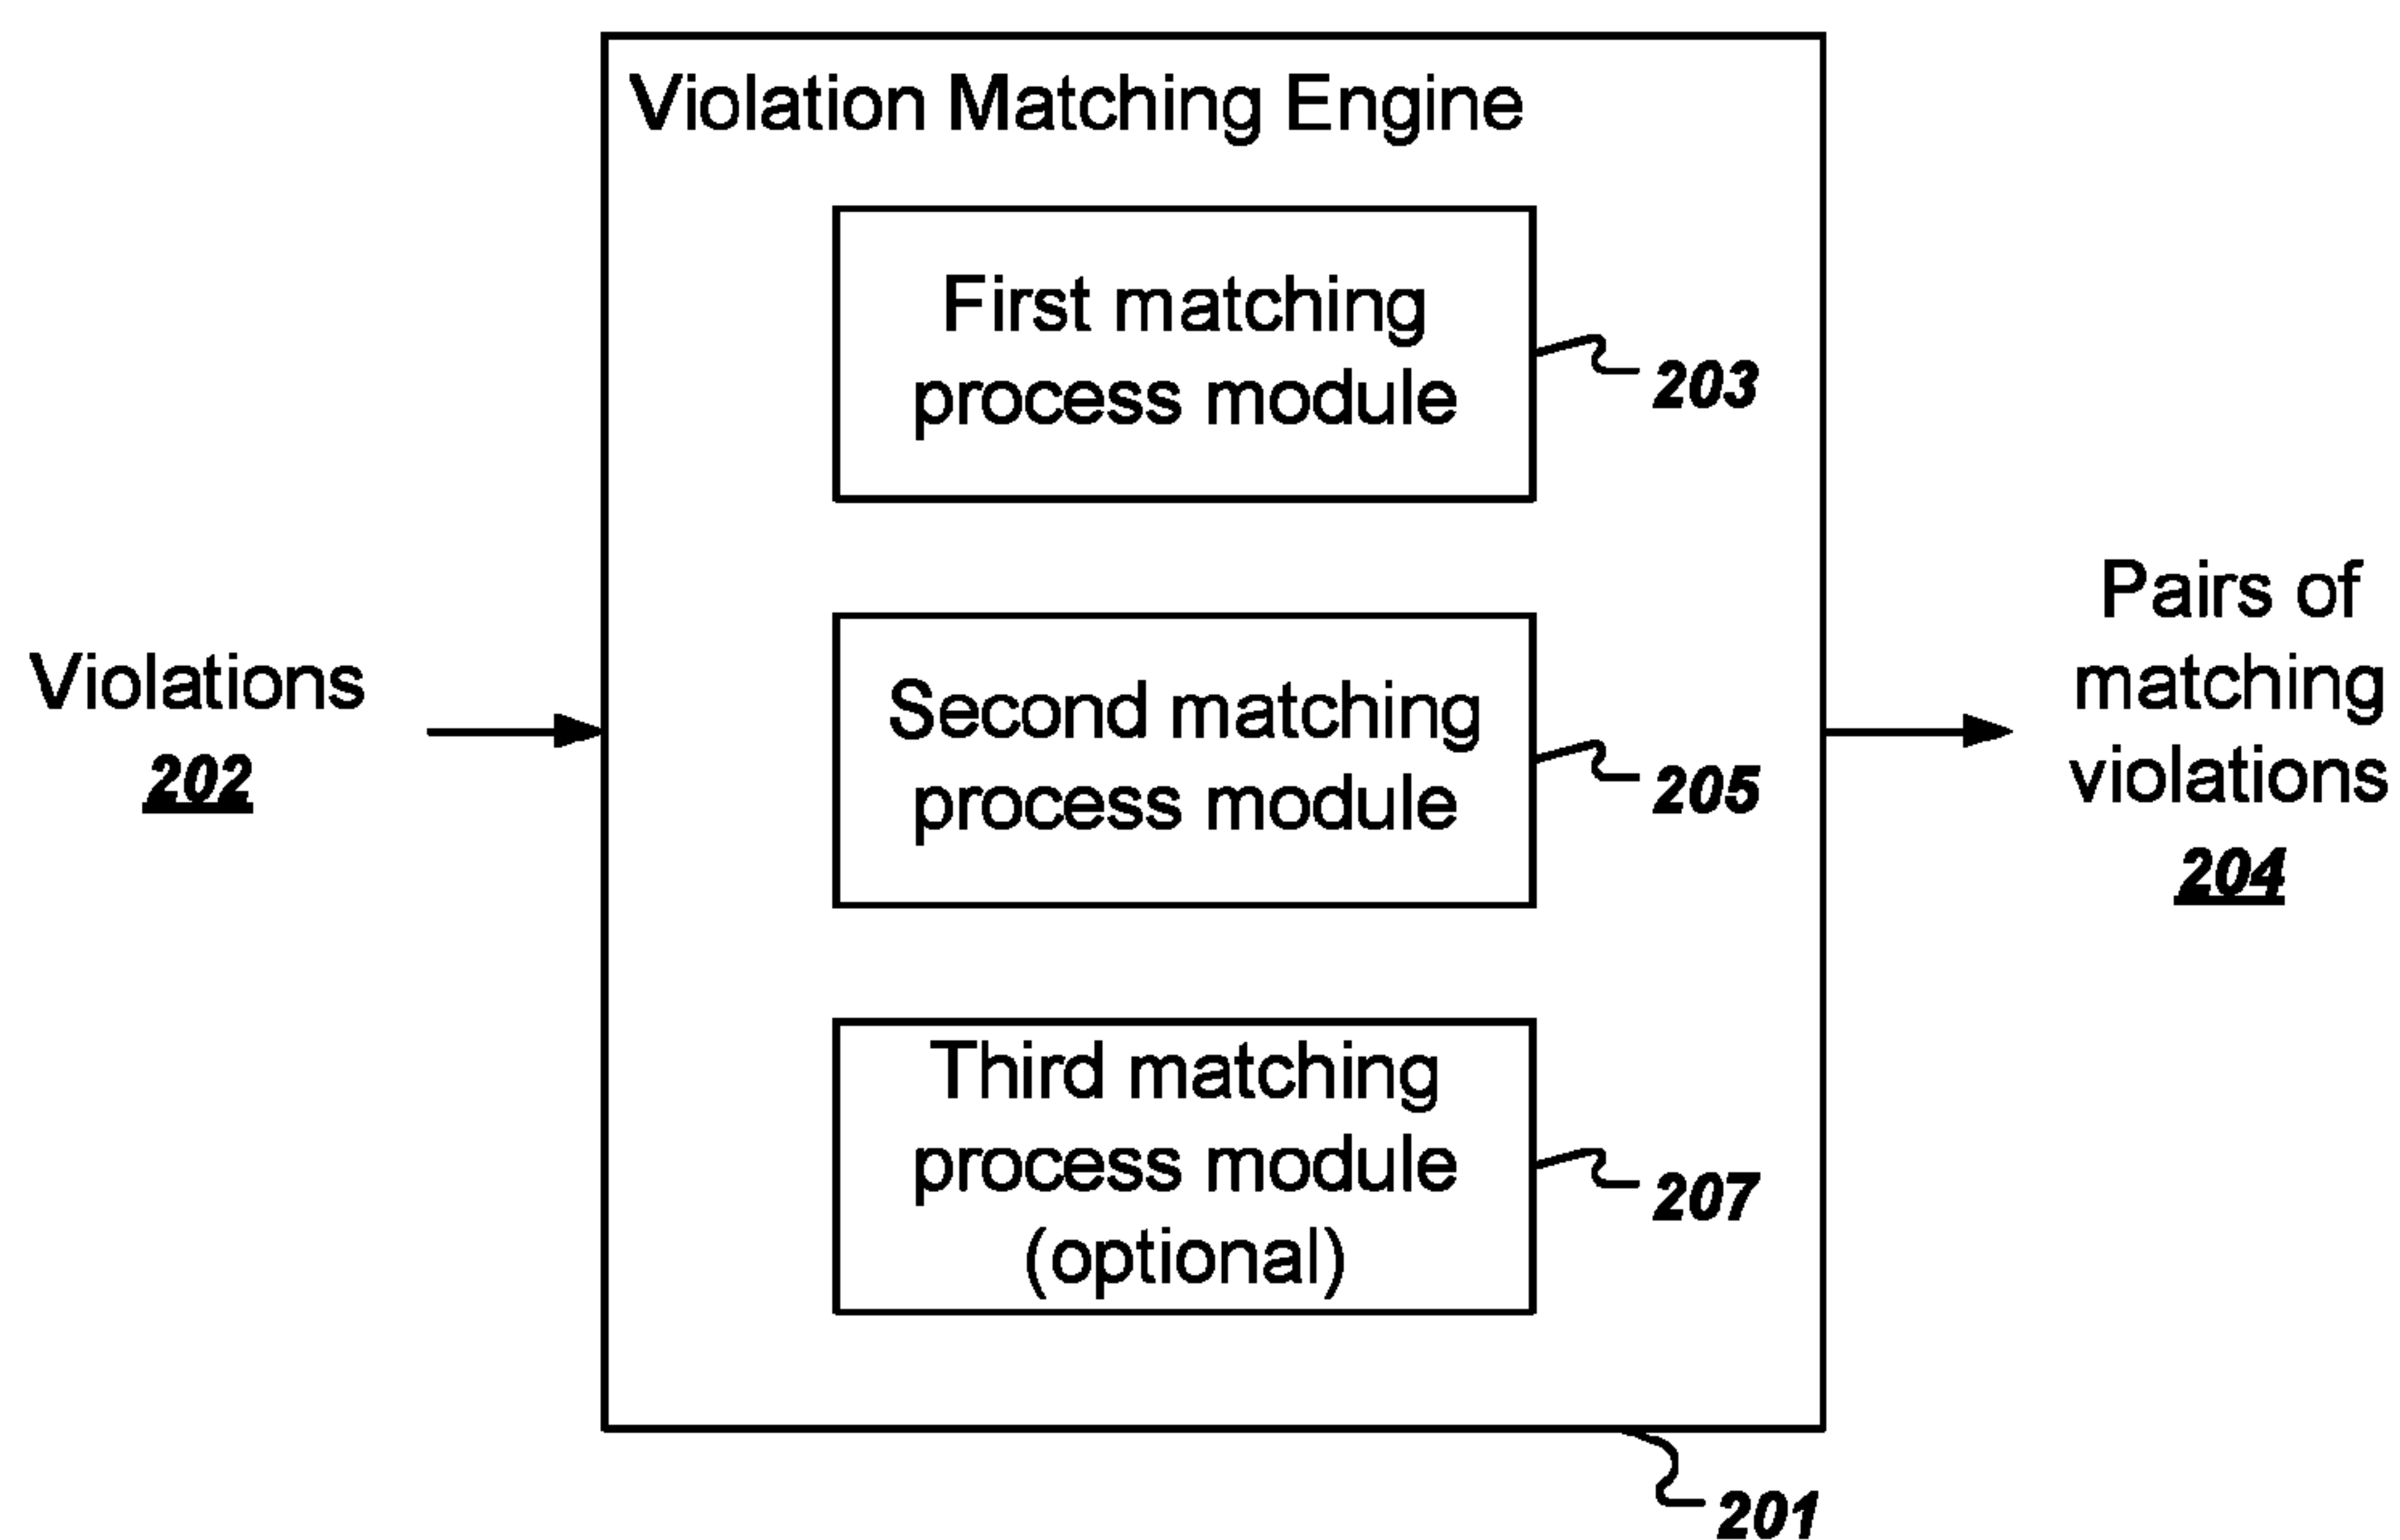 Violation Matching Engine
First matching
process module
203
Violations
202
Second matching
process module
205
Pairs of
matching
violations
204
Third matching
process module
(optional)
207
201